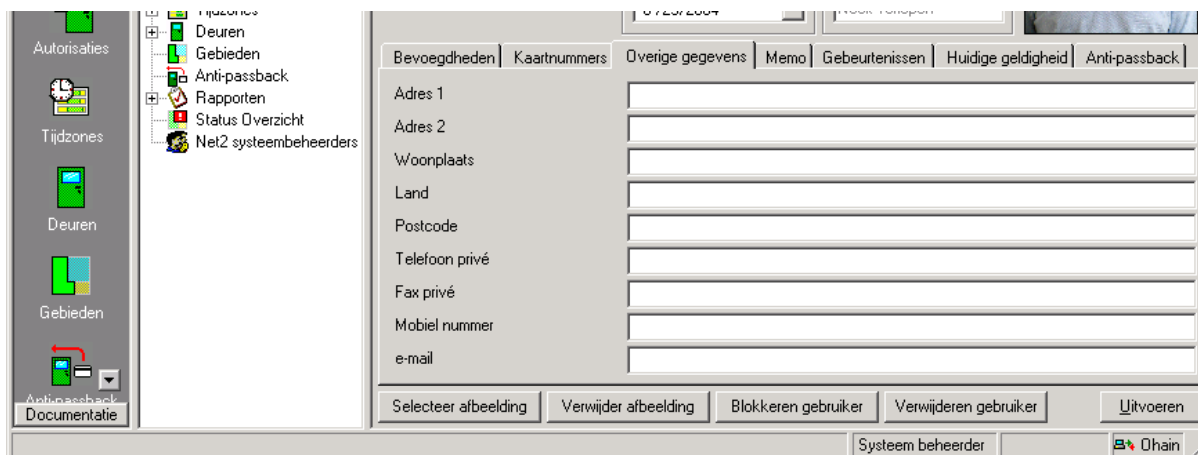 Autorisaties
Tijdzones
Deuren
Gebieden
Documentatie
Tijdzones
Deuren
Gebieden
Anti-passback
Rapporten
Status Overzicht
Net2 systeembeheerders
Bevoegdheden Kaartnummers Overige gegevens Memo Gebeurtenissen Huidige geldigheid Anti-passback
Adres 1
Adres 2
Woonplaats
Land
Postcode
Telefoon privé
Fax privé
Mobiel nummer
e-mail
Selecteer afbeelding Verwijder afbeelding Blokkeren gebruiker Verwijderen gebruiker Uitvoeren
Systeem beheerder Ohain